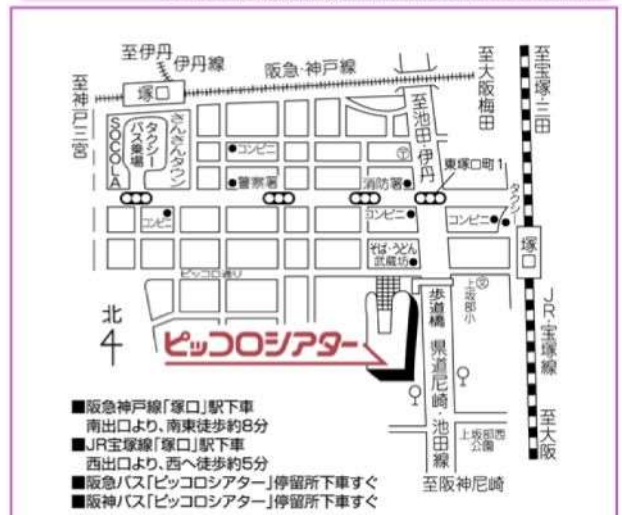 至伊丹
伊丹線
阪急・神戸線
至神戸三宮
塚口
至大阪梅田
至宝塚・三田
SOCOLA
タクシー
バス乗場
さんさんタウン
コンビニ
警察署
消防署
〒
至池田・伊丹
東塚口町1
タクシー
コンビニ
コンビニ
コンビニ
塚口
そば・うどん
武蔵坊
ピッコロ通り
上坂部小
文
歩道橋
県道尼崎・池田線
JR・宝塚線
北
ピッコロシアター
上坂部西
公園
至大阪
至阪神尼崎
■阪急神戸線「塚口」駅下車
南出口より、南東徒歩約8分
■JR宝塚線「塚口」駅下車
西出口より、西へ徒歩約5分
■阪急バス「ピッコロシアター」停留所下車すぐ
■阪神バス「ピッコロシアター」停留所下車すぐ